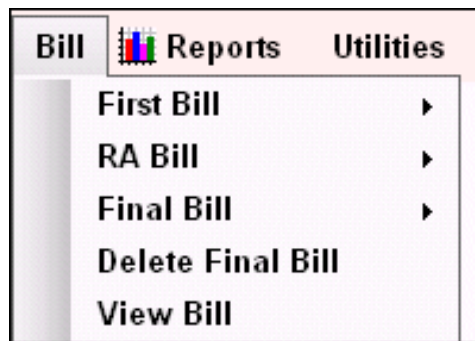 Bill Reports Utilities
First Bill
RA Bill
Final Bill
Delete Final Bill
View Bill